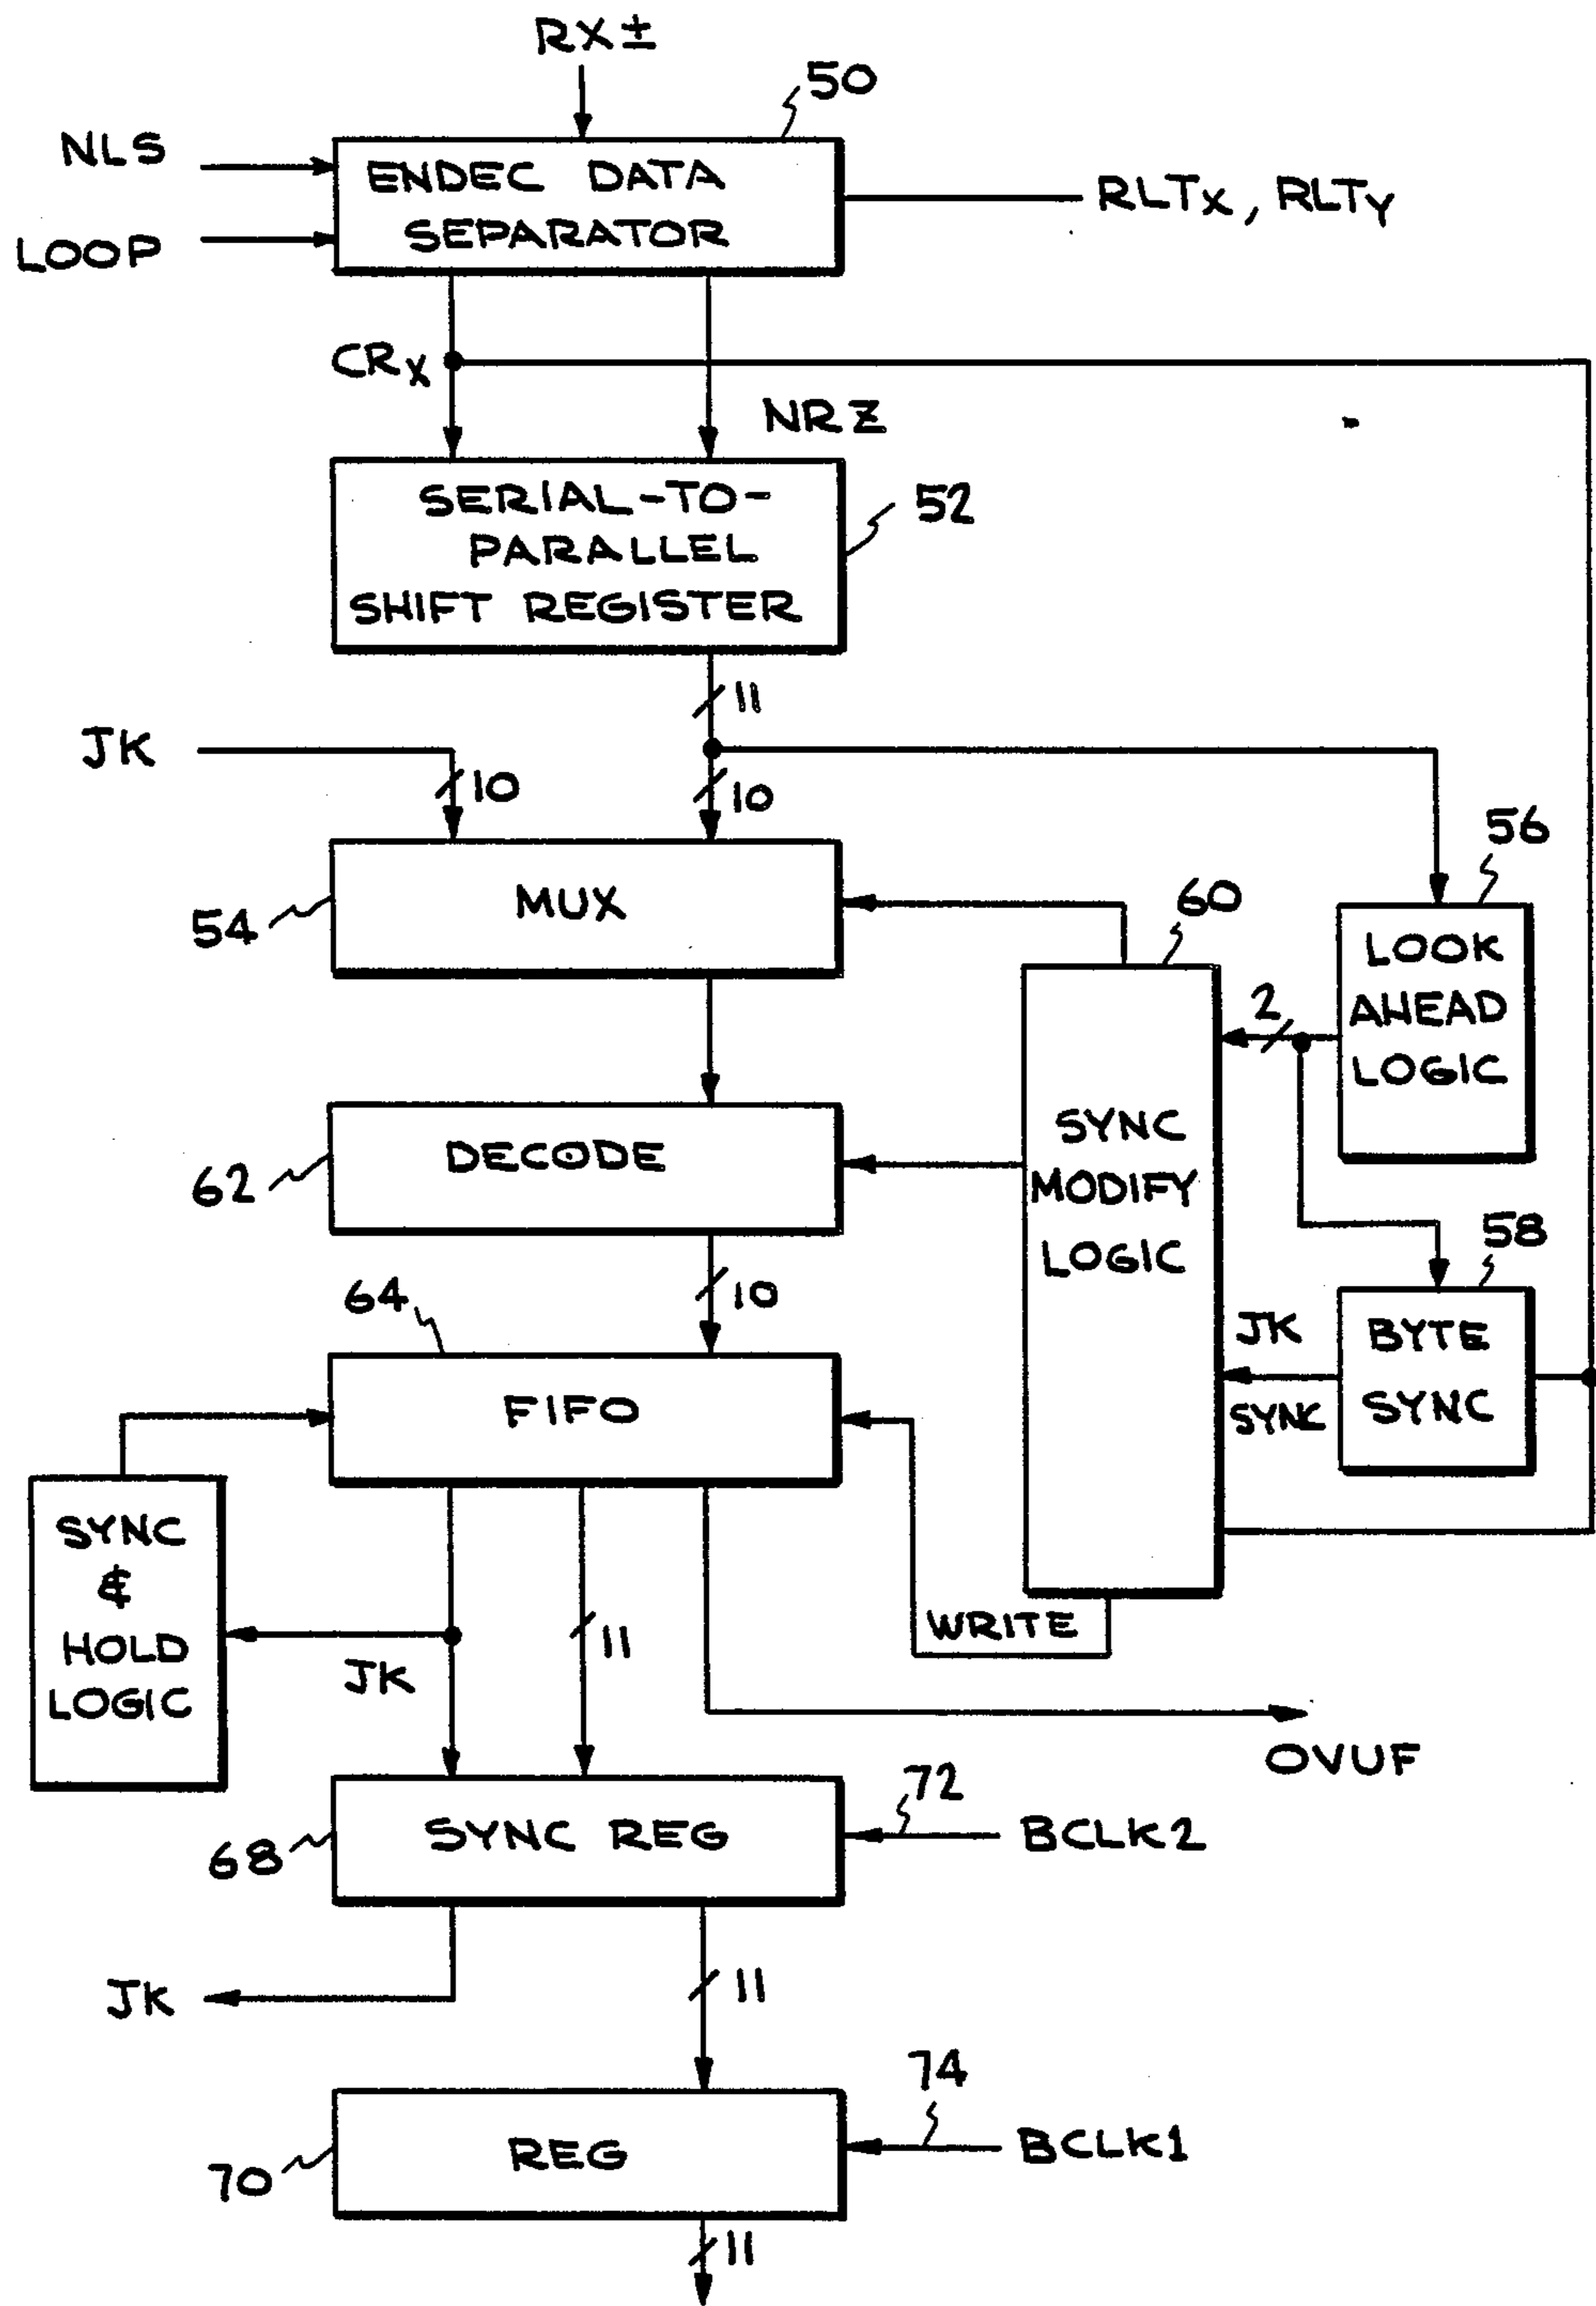 RX±
50
NLS
ENDEC DATA
SEPARATOR
RLTX, RLTY
LOOP
CRX
NRZ
SERIAL-TO-
PARALLEL
SHIFT REGISTER
52
11
JK
10
10
56
MUX
54
60
LOOK
AHEAD
LOGIC
2
SYNC
MODIFY
LOGIC
DECODE
62
58
10
64
JK
SYNC
BYTE
SYNC
FIFO
SYNC
&
HOLD
LOGIC
WRITE
11
JK
OVUF
72
SYNC REG
BCLK2
68
JK
11
74
REG
BCLK1
70
11